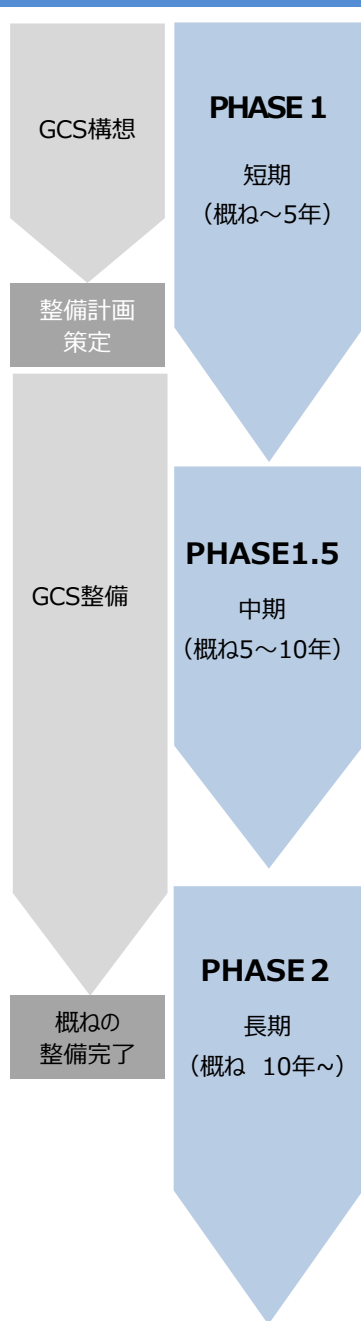 GCS構想
整備計画
策定
GCS整備
概ねの
整備完了
PHASE 1
短期
（概ね～5年）
PHASE1.5
中期
（概ね5～10年）
PHASE 2
長期
（概ね 10年~）